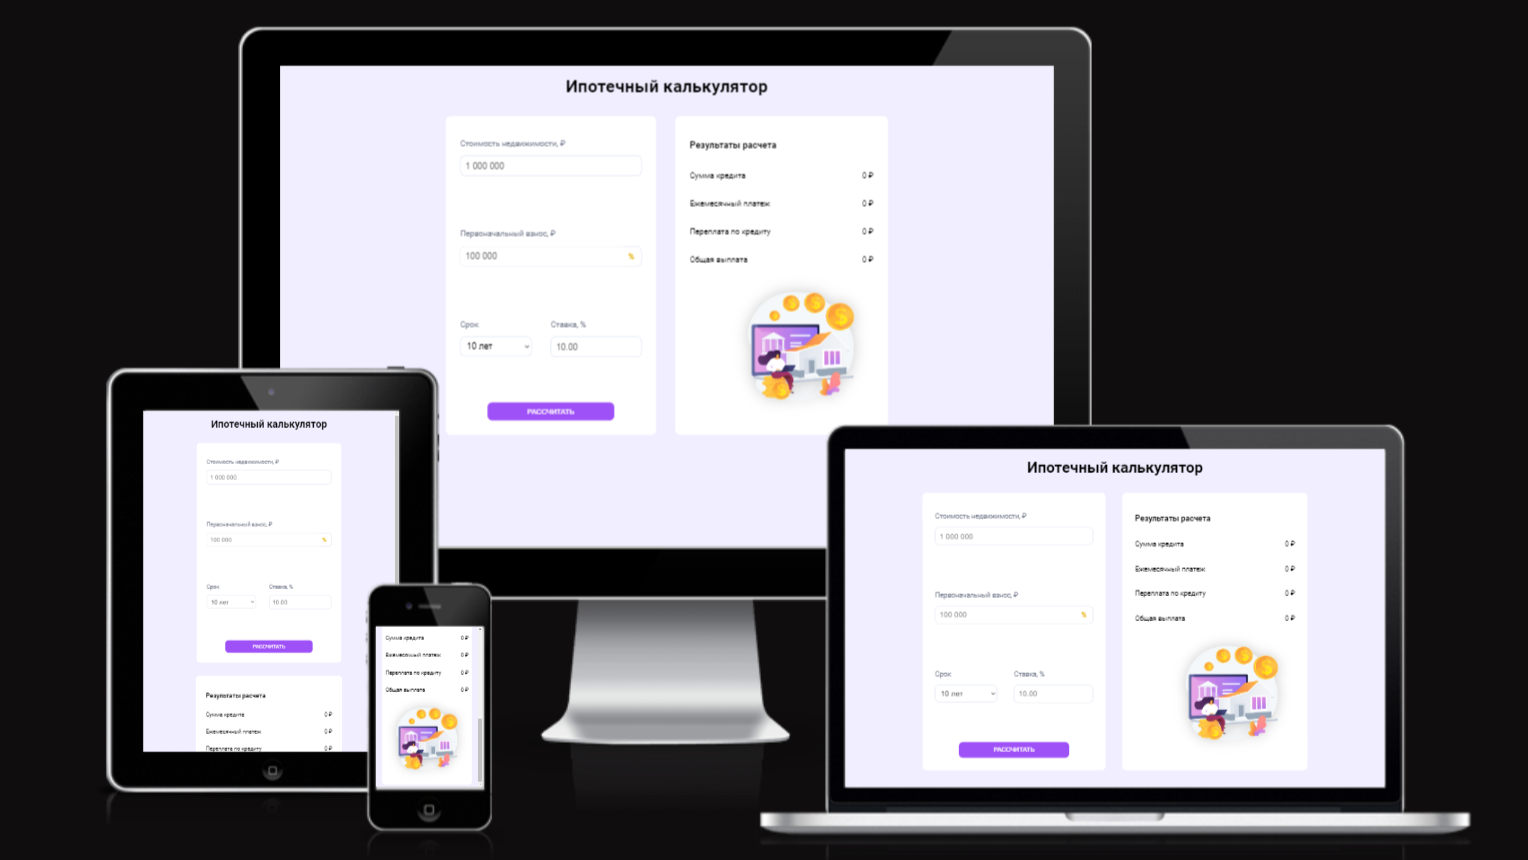 Ипотечный калькулятор
Стоимость недвижимости, ₽
1 000 000
Первоначальный взнос, ₽
100 000 %
Срок Ставка, %
10 лет 10.00
РАССЧИТАТЬ
Результаты расчета
Сумма кредита 0 ₽
Ежемесячный платеж 0 ₽
Переплата по кредиту 0 ₽
Общая выплата 0 ₽
Ипотечный калькулятор
Стоимость недвижимости, ₽
1 000 000
Первоначальный взнос, ₽
100 000 %
Срок Ставка, %
10 лет 10.00
РАССЧИТАТЬ
Результаты расчета
Сумма кредита 0 ₽
Ежемесячный платеж 0 ₽
Переплата по кредиту 0 ₽
Сумма кредита 0 ₽
Ежемесячный платеж 0 ₽
Переплата по кредиту 0 ₽
Общая выплата 0 ₽
Ипотечный калькулятор
Стоимость недвижимости, ₽
1 000 000
Первоначальный взнос, ₽
100 000 %
Срок Ставка, %
10 лет 10.00
РАССЧИТАТЬ
Результаты расчета
Сумма кредита 0 ₽
Ежемесячный платеж 0 ₽
Переплата по кредиту 0 ₽
Общая выплата 0 ₽